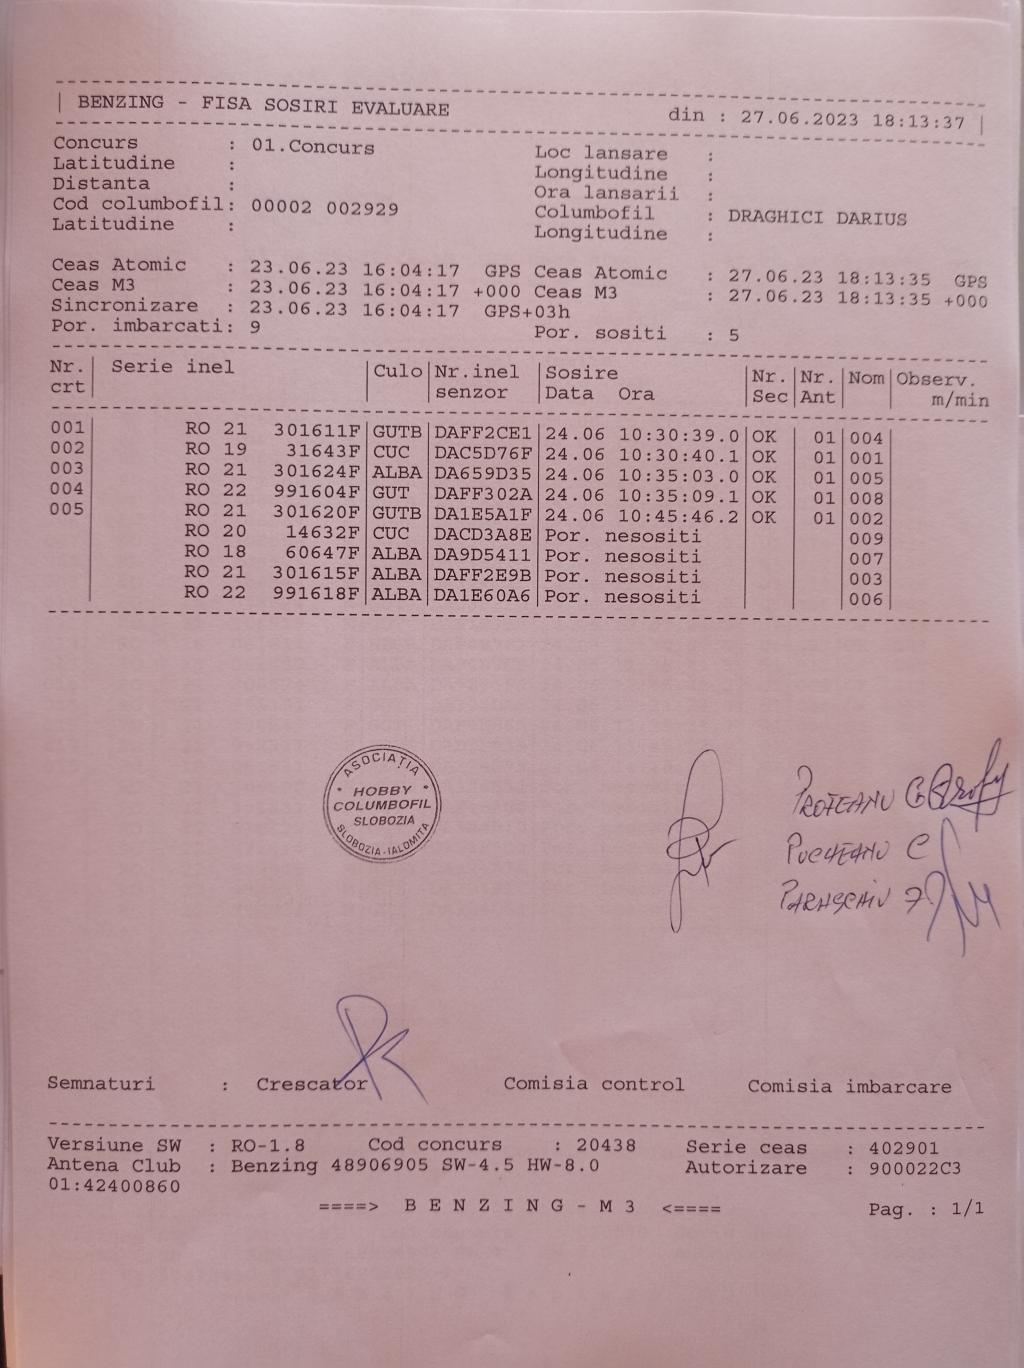 | BENZING - FISA SOSIRI EVALUARE din : 27.06.2023 18:13:37 |
Concurs : 01.Concurs Loc lansare :
Latitudine : Longitudine :
Distanta : Ora lansarii :
Cod columbofil: 00002 002929 Columbofil : DRAGHICI DARIUS
Latitudine : Longitudine :
Ceas Atomic : 23.06.23 16:04:17 GPS Ceas Atomic : 27.06.23 18:13:35 GPS
Ceas M3 : 23.06.23 16:04:17 +000 Ceas M3 : 27.06.23 18:13:35 +000
Sincronizare : 23.06.23 16:04:17 GPS+03h
Por. imbarcati: 9 Por. sositi : 5
Nr. | Serie inel | Culo | Nr.inel | Sosire | Nr. | Nr. | Nom | Observ.
crt | senzor | Data Ora | Sec | Ant | m/min
001 | RO 21 301611F | GUTB | DAFF2CE1 | 24.06 10:30:39.0 | OK | 01 | 004
002 | RO 19 31643F | CUC | DAC5D76F | 24.06 10:30:40.1 | OK | 01 | 001
003 | RO 21 301624F | ALBA | DA659D35 | 24.06 10:35:03.0 | OK | 01 | 005
004 | RO 22 991604F | GUT | DAFF302A | 24.06 10:35:09.1 | OK | 01 | 008
005 | RO 21 301620F | GUTB | DA1E5A1F | 24.06 10:45:46.2 | OK | 01 | 002
RO 20 14632F | CUC | DACD3A8E | Por. nesositi | 009
RO 18 60647F | ALBA | DA9D5411 | Por. nesositi | 007
RO 21 301615F | ALBA | DAFF2E9B | Por. nesositi | 003
RO 22 991618F | ALBA | DA1E60A6 | Por. nesositi | 006
ASOCIAȚIA
HOBBY
COLUMBOFIL
SLOBOZIA
SLOBOZIA-IALOMITA
PROTEANU G
PUCHEANU C
PARASCHIV
Semnaturi : Crescator Comisia control Comisia imbarcare
Versiune SW : RO-1.8 Cod concurs : 20438 Serie ceas : 402901
Antena Club : Benzing 48906905 SW-4.5 HW-8.0 Autorizare : 900022C3
01:42400860
====> B E N Z I N G - M 3 <==== Pag. : 1/1